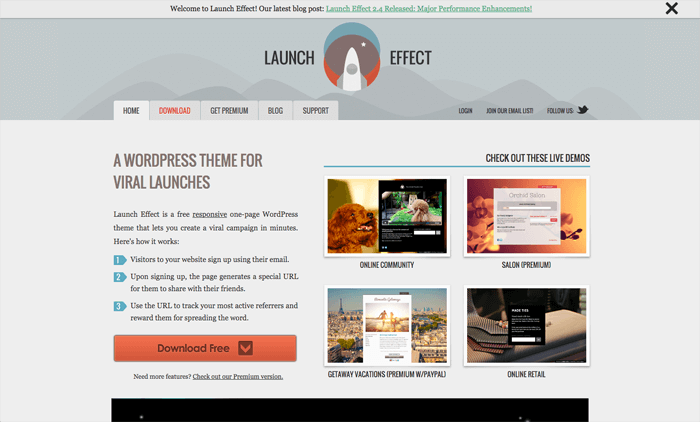 Welcome to Launch Effect! Our latest blog post: Launch Effect 2.4 Released: Major Performance Enhancements!
LAUNCH EFFECT
HOME DOWNLOAD GET PREMIUM BLOG SUPPORT LOGIN JOIN OUR EMAIL LIST! FOLLOW US:
A WORDPRESS THEME FOR
VIRAL LAUNCHES
Launch Effect is a free responsive one-page WordPress
theme that lets you create a viral campaign in minutes.
Here's how it works:
1 Visitors to your website sign up using their email.
2 Upon signing up, the page generates a special URL
for them to share with their friends.
3 Use the URL to track your most active referrers and
reward them for spreading the word.
Download Free
Need more features? Check out our Premium version.
CHECK OUT THESE LIVE DEMOS
Orchid Salon
ONLINE COMMUNITY
SALON (PREMIUM)
MADE TIES
GETAWAY VACATIONS (PREMIUM W/PAYPAL)
ONLINE RETAIL